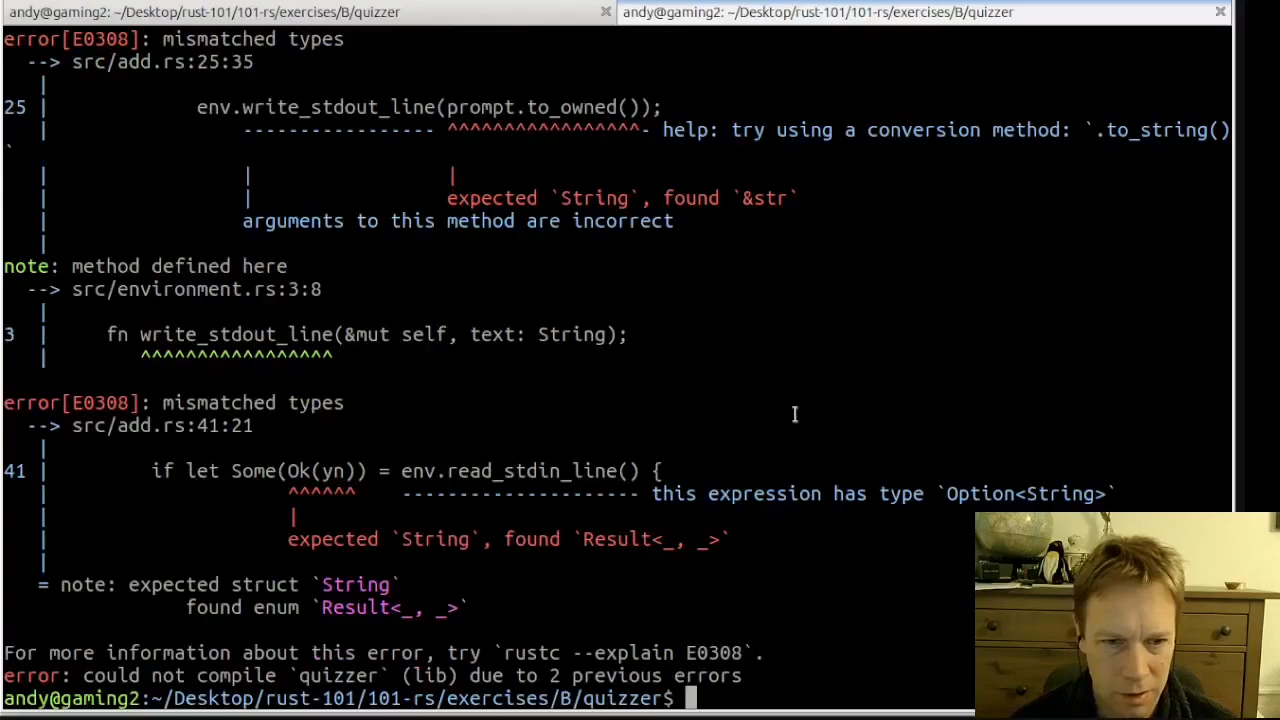 andy@gaming2: ~/Desktop/rust-101/101-rs/exercises/B/quizzer × andy@gaming2: ~/Desktop/rust-101/101-rs/exercises/B/quizzer ×
error[E0308]: mismatched types
--> src/add.rs:25:35
|
25 | env.write_stdout_line(prompt.to_owned());
| ----------------- ^^^^^^^^^^^^^^^^^- help: try using a conversion method: `.to_string()
`
| | |
| | expected `String`, found `&str`
| arguments to this method are incorrect
|
note: method defined here
--> src/environment.rs:3:8
|
3 | fn write_stdout_line(&mut self, text: String);
| ^^^^^^^^^^^^^^^^^
error[E0308]: mismatched types
--> src/add.rs:41:21
|
41 | if let Some(Ok(yn)) = env.read_stdin_line() {
| ^^^^^^ --------------------- this expression has type `Option<String>`
| |
| expected `String`, found `Result<_, _>`
|
= note: expected struct `String`
found enum `Result<_, _>`
For more information about this error, try `rustc --explain E0308`.
error: could not compile `quizzer` (lib) due to 2 previous errors
andy@gaming2:~/Desktop/rust-101/101-rs/exercises/B/quizzer$